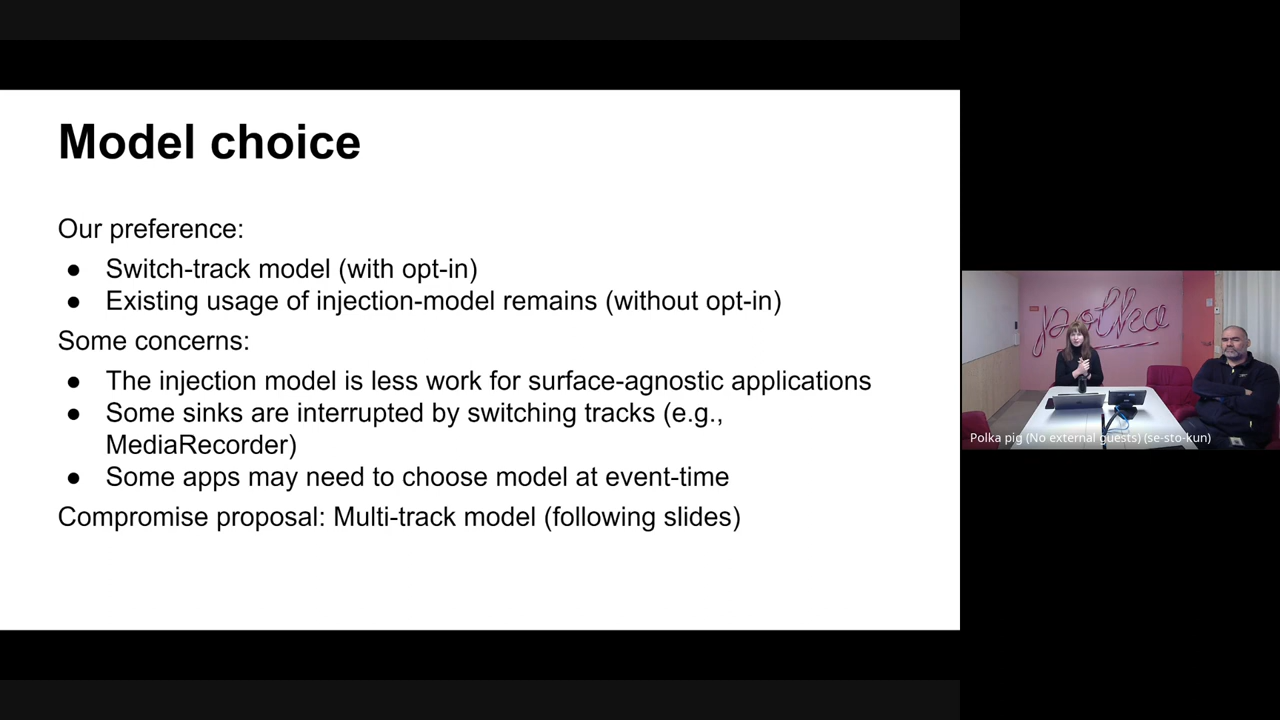 Model choice
Our preference:
● Switch-track model (with opt-in)
● Existing usage of injection-model remains (without opt-in)
Some concerns:
● The injection model is less work for surface-agnostic applications
● Some sinks are interrupted by switching tracks (e.g.,
MediaRecorder)
● Some apps may need to choose model at event-time
Compromise proposal: Multi-track model (following slides)
polka
Polka pig (No external guests) (se-sto-kun)